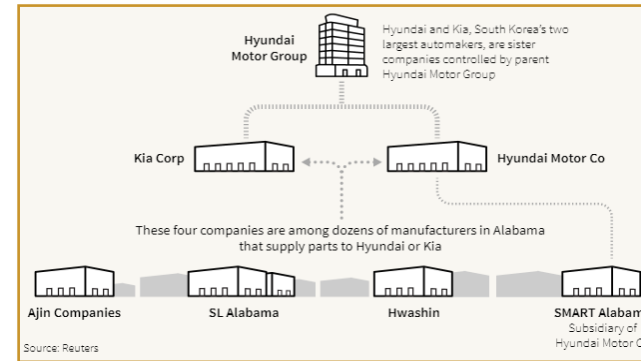 Hyundai
Motor Group
Hyundai and Kia, South Korea's two
largest automakers, are sister
companies controlled by parent
Hyundai Motor Group
Kia Corp
Hyundai Motor Co
These four companies are among dozens of manufacturers in Alabama
that supply parts to Hyundai or Kia
Ajin Companies
SL Alabama
Hwashin
SMART Alabam
Subsidiary of
Hyundai Motor C
Source: Reuters